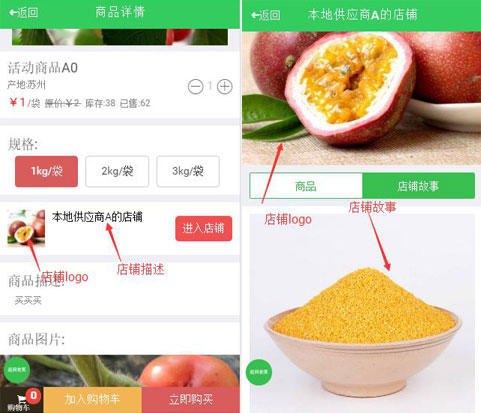 返回
商品详情
活动商品A0
产地:苏州
￥1/袋 原价:￥2 库存:38 已售:62
1
规格:
1kg/袋
2kg/袋
3kg/袋
本地供应商A的店铺
进入店铺
店铺logo
店铺描述
商品描述:
买买买
商品图片:
购物车
0
加入购物车
立即购买
返回
本地供应商A的店铺
店铺logo
商品
店铺故事
店铺故事